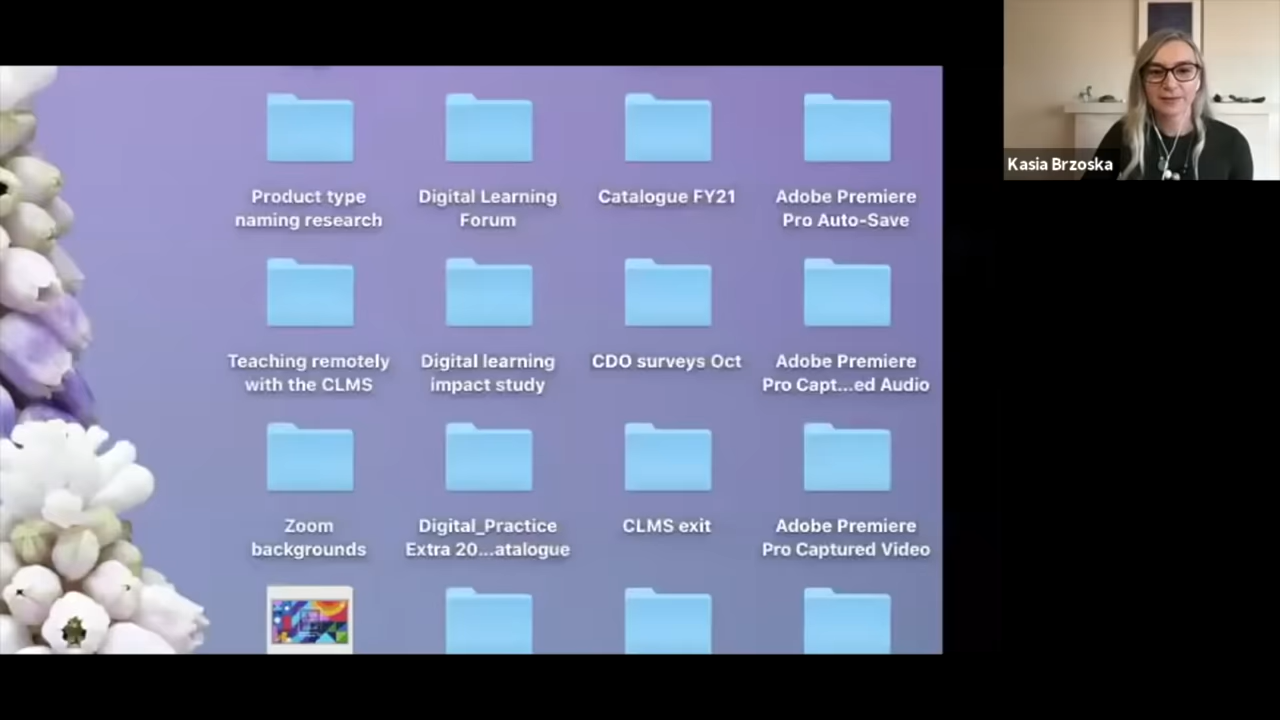 Product type
naming research
Digital Learning
Forum
Catalogue FY21
Adobe Premiere
Pro Auto-Save
Teaching remotely
with the CLMS
Digital learning
impact study
CDO surveys Oct
Adobe Premiere
Pro Capt...ed Audio
Zoom
backgrounds
Digital_Practice
Extra 20...atalogue
CLMS exit
Adobe Premiere
Pro Captured Video
Kasia Brzoska